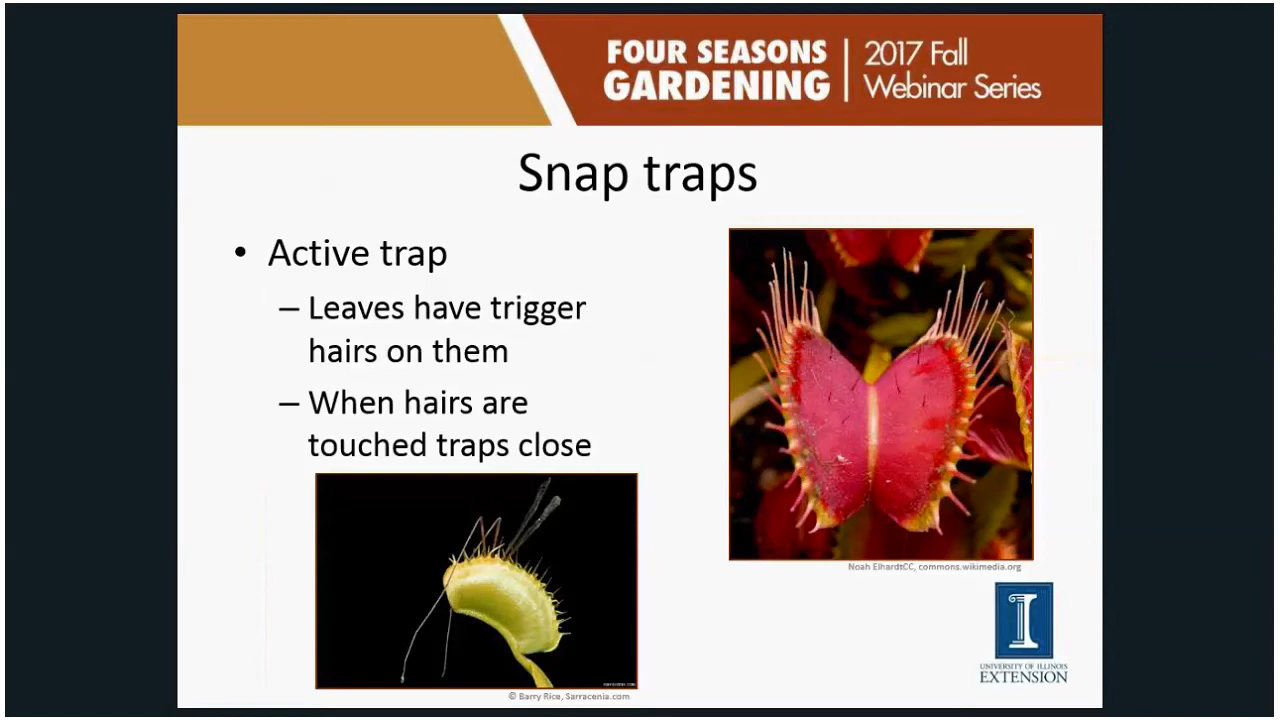 FOUR SEASONS
GARDENING
2017 Fall
Webinar Series
Snap traps
• Active trap
– Leaves have trigger
hairs on them
– When hairs are
touched traps close
Noah ElhardtCC, commons.wikimedia.org
© Barry Rice, Sarracenia.com
I
UNIVERSITY OF ILLINOIS
EXTENSION